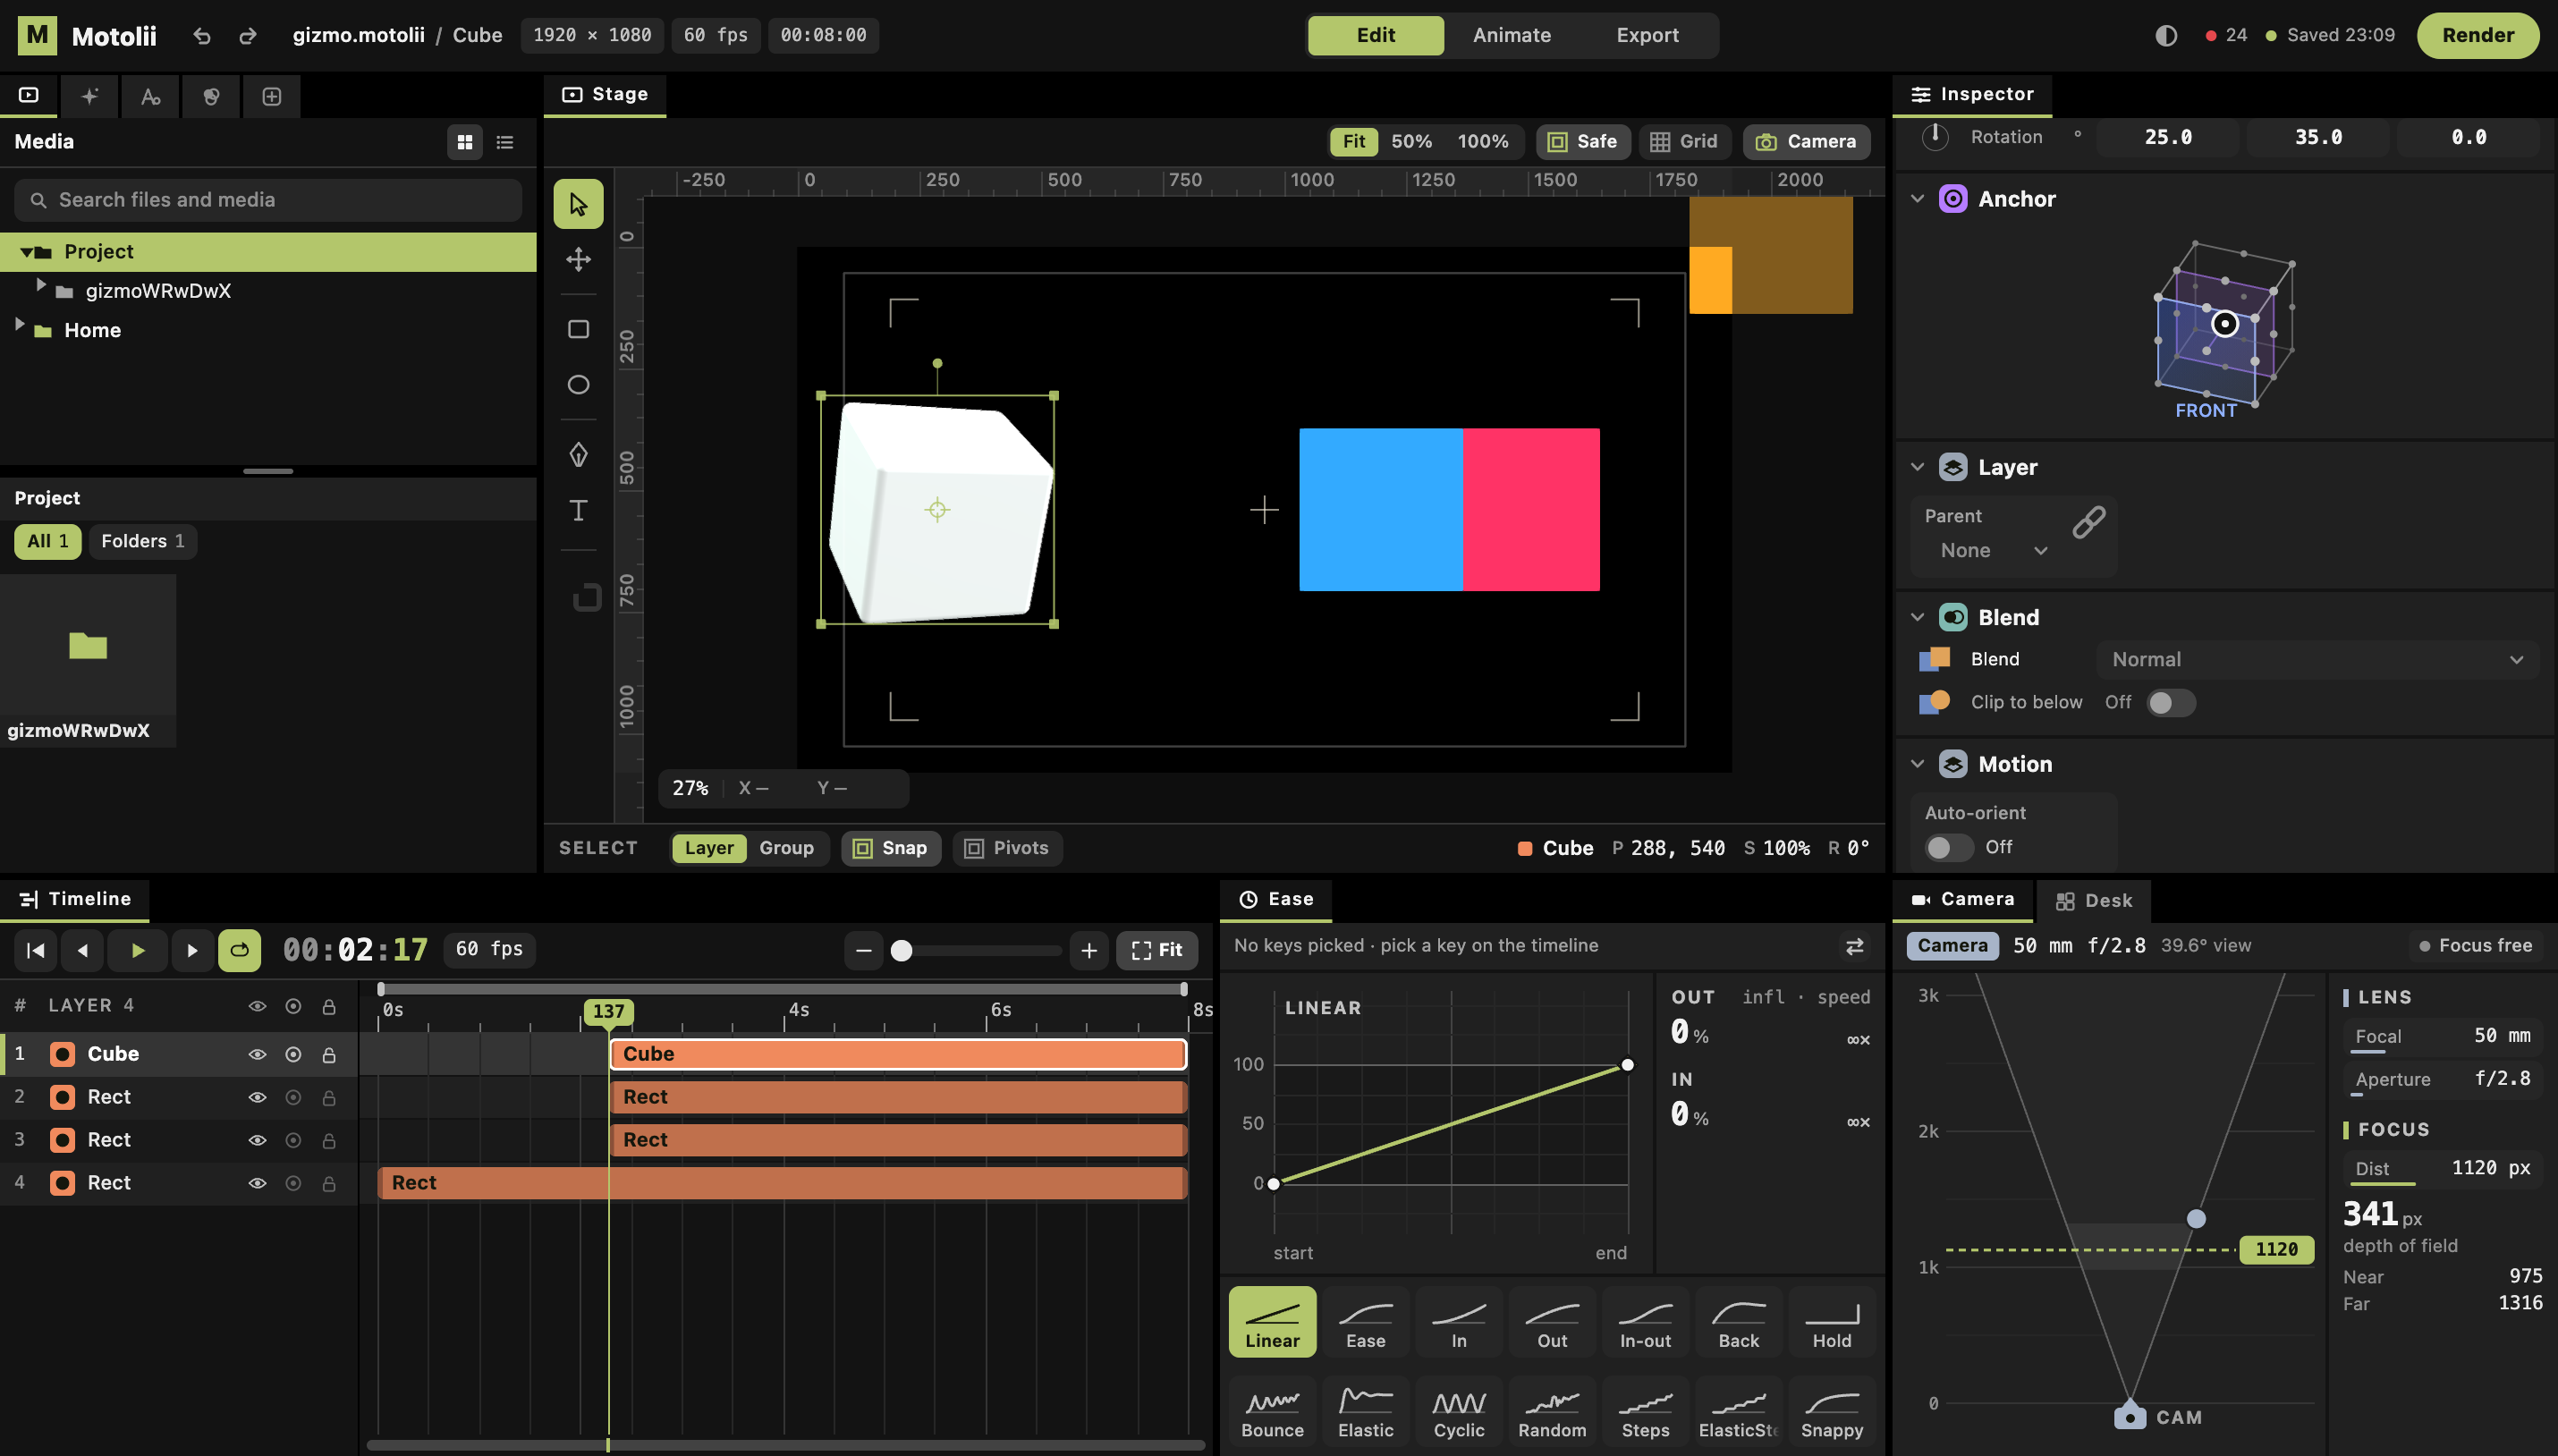 M Motolii gizmo.motolii / Cube 1920 × 1080 60 fps 00:08:00 Edit Animate Export 24 Saved 23:09 Render
Media
Search files and media
Project
gizmoWRwDwX
Home
Project
All 1 Folders 1
gizmoWRwDwX
Stage
Fit 50% 100% Safe Grid Camera
-250 0 250 500 750 1000 1250 1500 1750 2000
0
250
500
750
1000
27% X — Y —
SELECT Layer Group Snap Pivots Cube P 288, 540 S 100% R 0°
Inspector
Rotation ° 25.0 35.0 0.0
Anchor
FRONT
Layer
Parent
None
Blend
Blend Normal
Clip to below Off
Motion
Auto-orient
Off
Timeline
00:02:17 60 fps Fit
# LAYER 4 0s 137 4s 6s 8s
1 Cube Cube
2 Rect Rect
3 Rect Rect
4 Rect Rect
Ease
No keys picked · pick a key on the timeline
LINEAR
100
50
0
start end
OUT infl · speed
0 % ∞×
IN
0 % ∞×
Linear Ease In Out In-out Back Hold
Bounce Elastic Cyclic Random Steps ElasticSte Snappy
Camera Desk
Camera 50 mm f/2.8 39.6° view Focus free
3k
2k
1k
0
1120
CAM
LENS
Focal 50 mm
Aperture f/2.8
FOCUS
Dist 1120 px
341 px
depth of field
Near 975
Far 1316